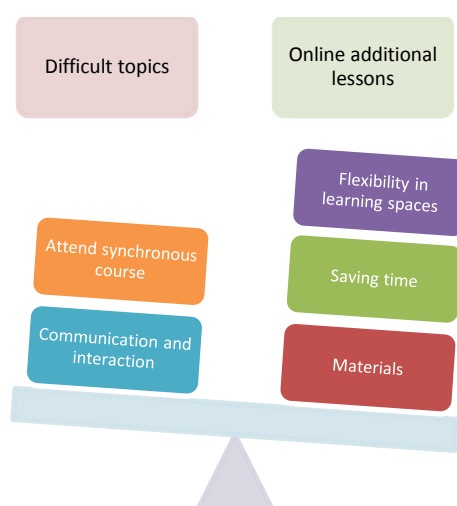 Difficult topics
Online additional
lessons
Flexibility in
learning spaces
Attend synchronous
course
Saving time
Communication and
interaction
Materials